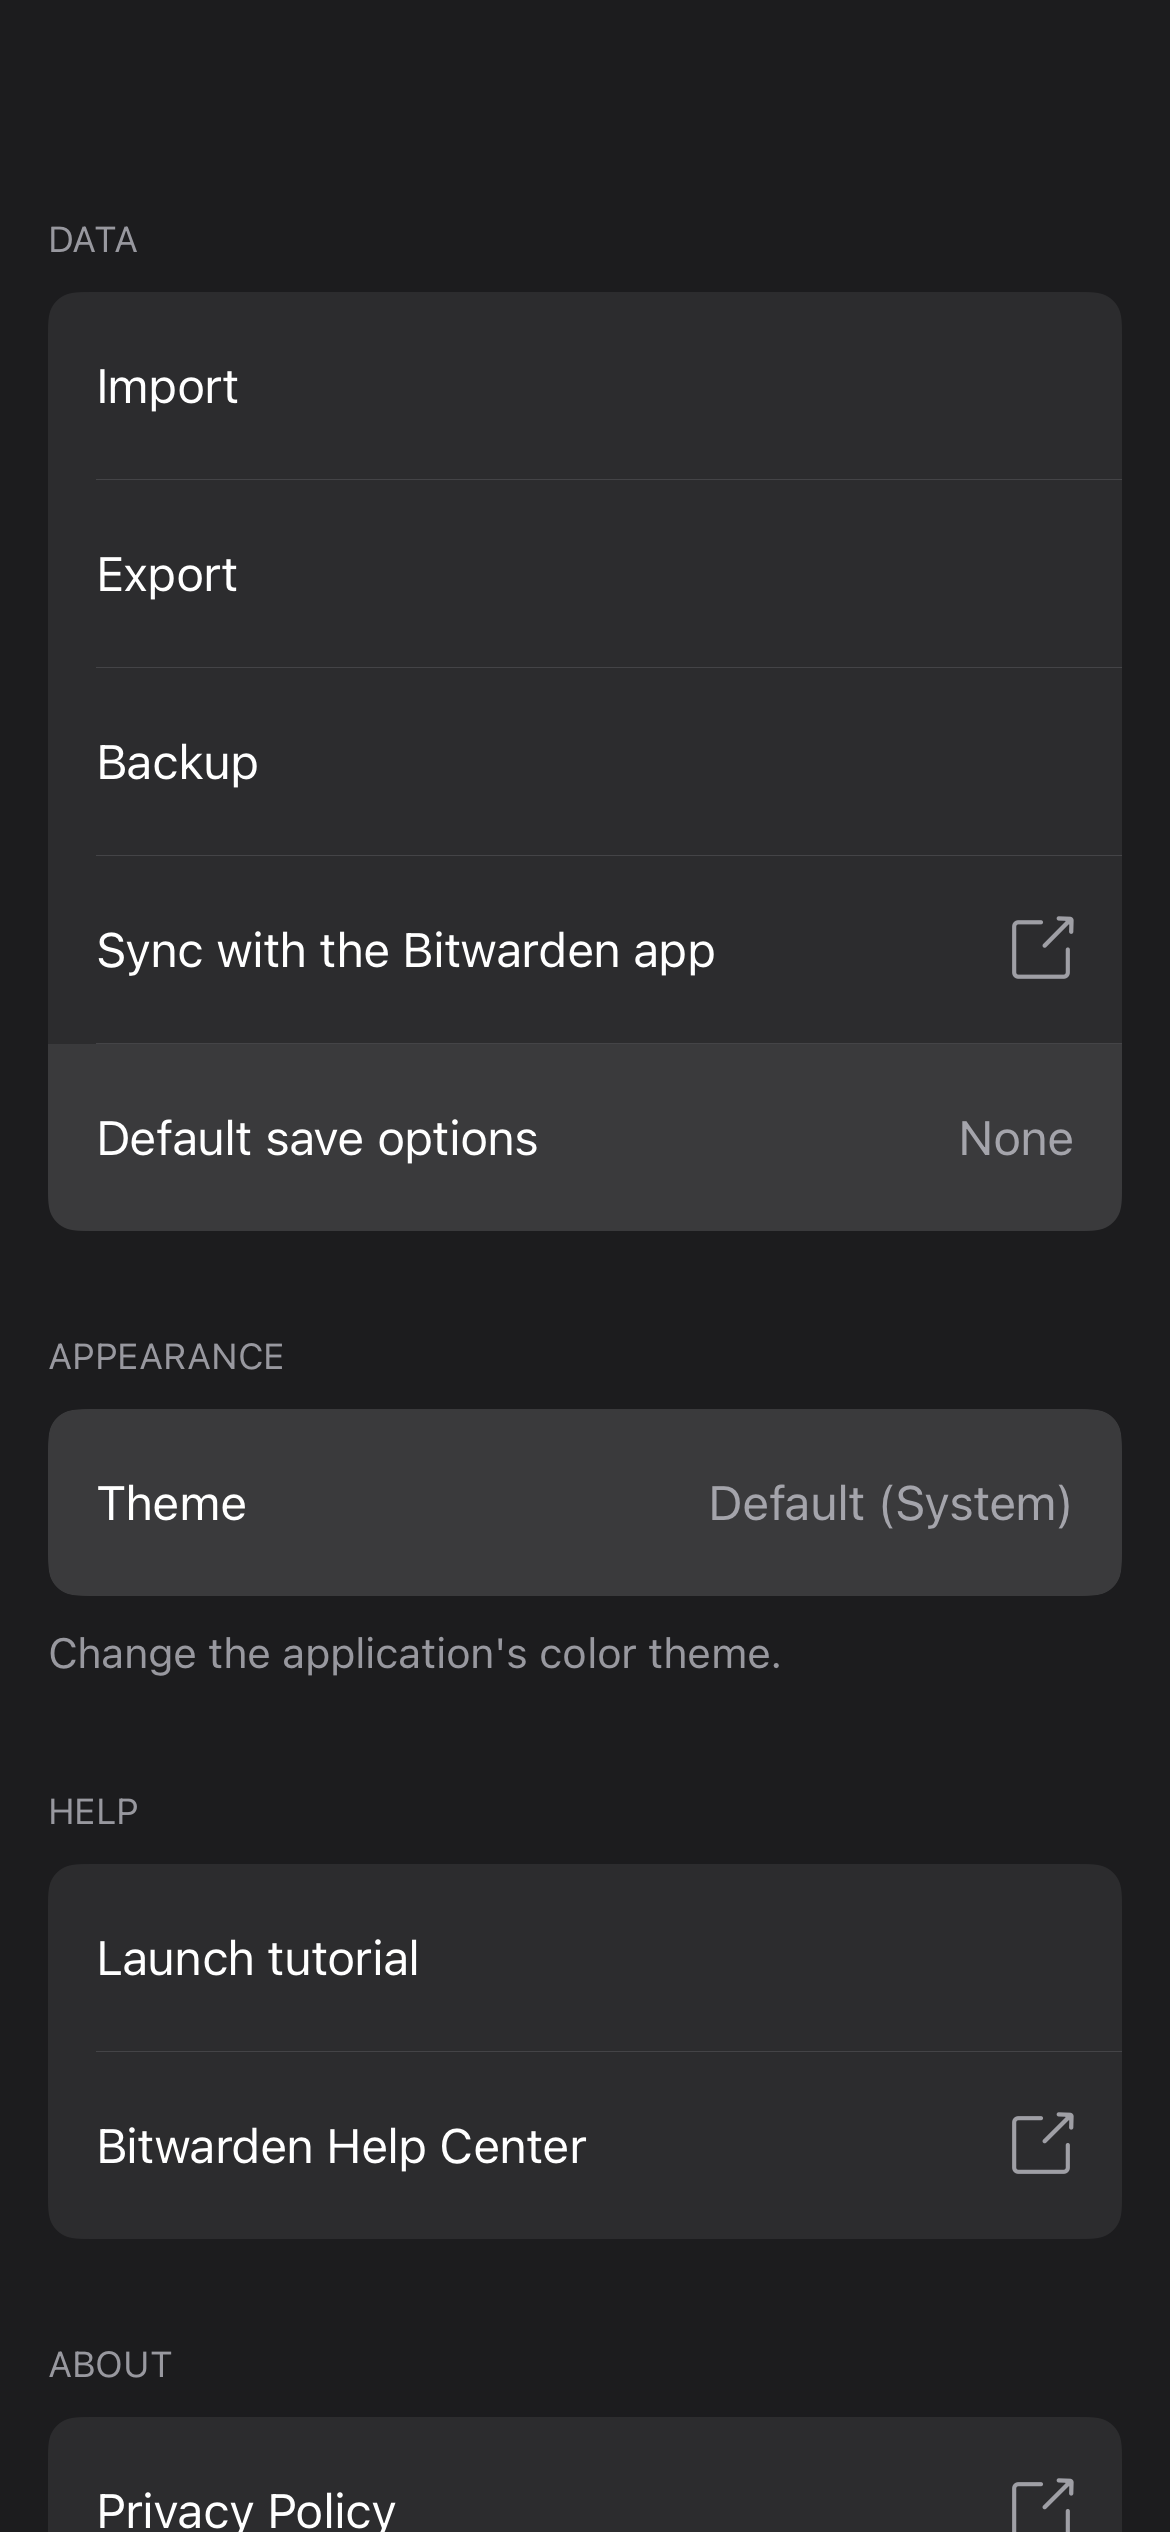 DATA
Import
Export
Backup
Sync with the Bitwarden app
Default save options None
APPEARANCE
Theme Default (System)
Change the application's color theme.
HELP
Launch tutorial
Bitwarden Help Center
ABOUT
Privacy Policy